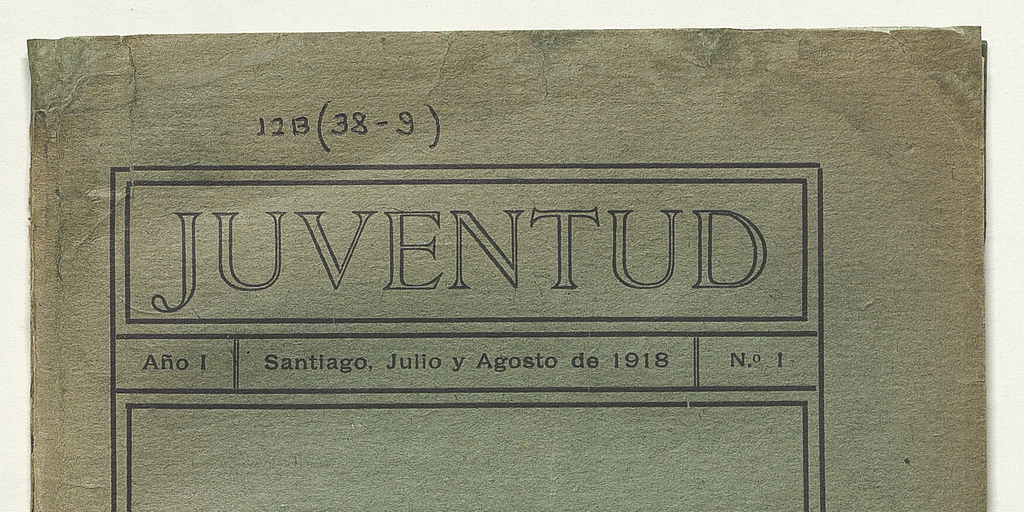 12B(38-9)
JUVENTUD
Año I
Santiago, Julio y Agosto de 1918
N.º 1